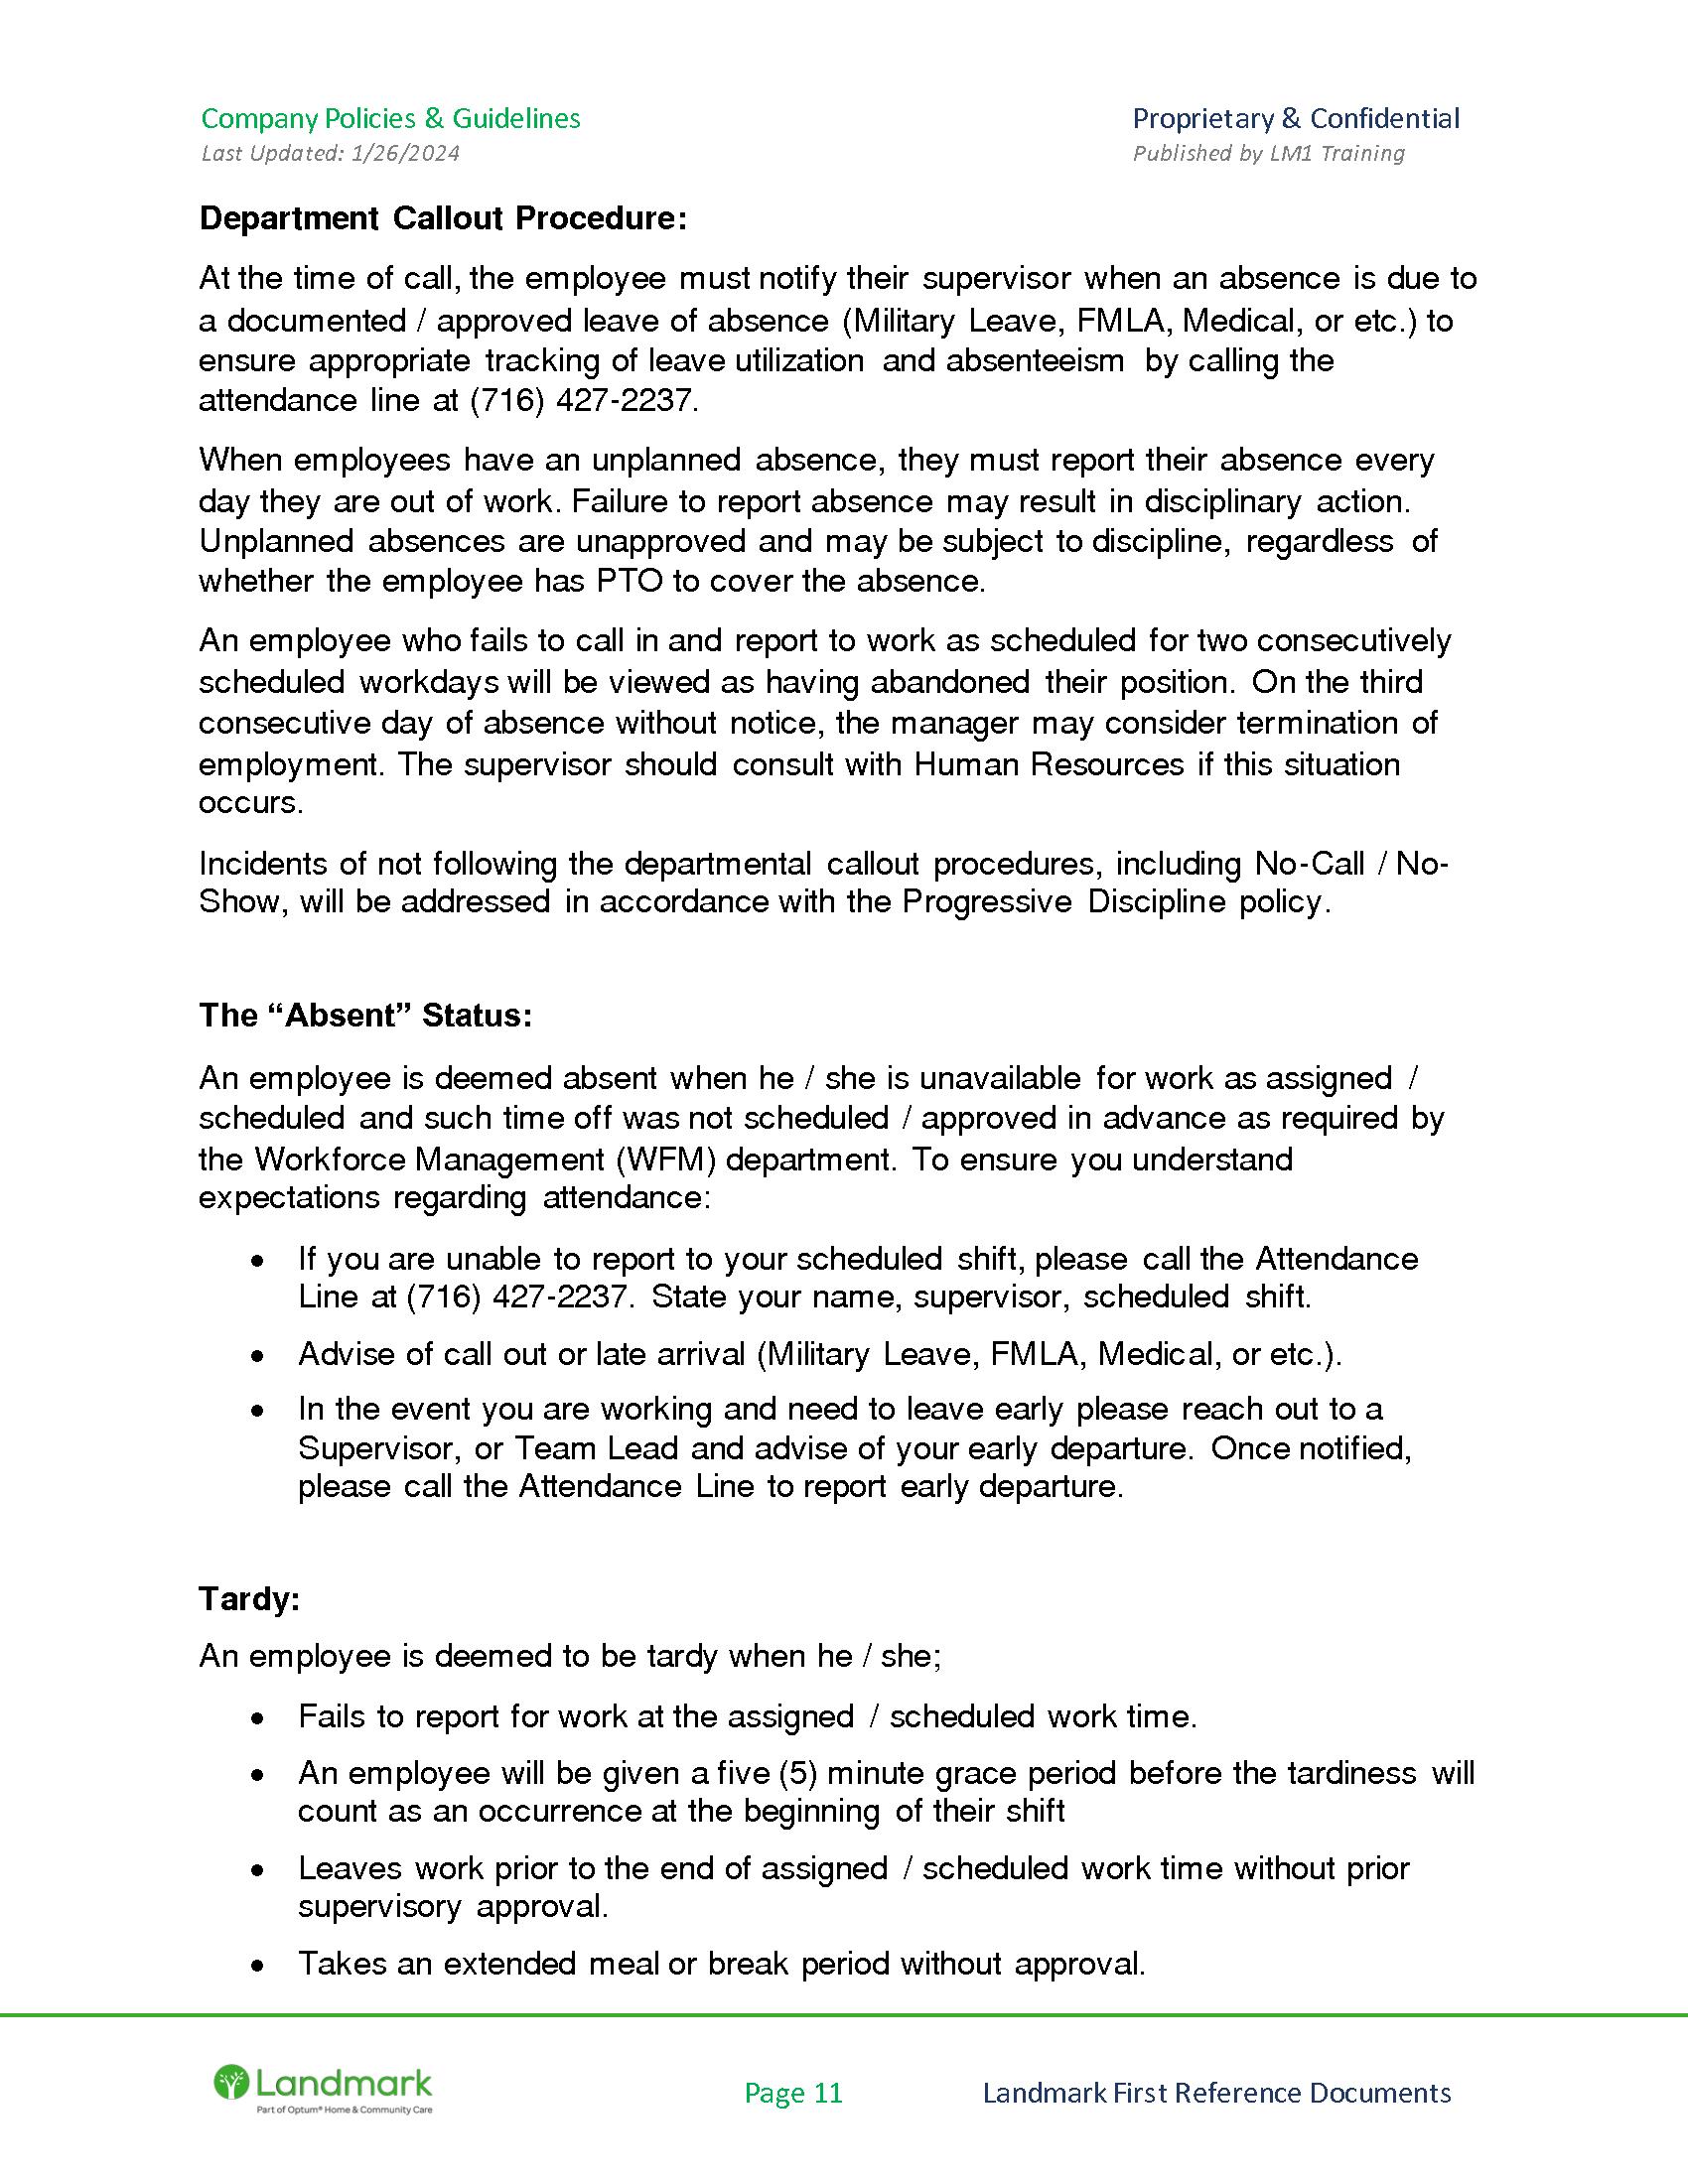 Company Policies & Guidelines
Proprietary & Confidential
Last Updated: 1/26/2024
Published by LM1 Training
Department Callout Procedure:
At the time of call, the employee must notify their supervisor when an absence is due to
a documented / approved leave of absence (Military Leave, FMLA, Medical, or etc.) to
ensure appropriate tracking of leave utilization and absenteeism by calling the
attendance line at (716) 427-2237.
When employees have an unplanned absence, they must report their absence every
day they are out of work. Failure to report absence may result in disciplinary action.
Unplanned absences are unapproved and may be subject to discipline, regardless of
whether the employee has PTO to cover the absence.
An employee who fails to call in and report to work as scheduled for two consecutively
scheduled workdays will be viewed as having abandoned their position. On the third
consecutive day of absence without notice, the manager may consider termination of
employment. The supervisor should consult with Human Resources if this situation
occurs.
Incidents of not following the departmental callout procedures, including No-Call / No-
Show, will be addressed in accordance with the Progressive Discipline policy.
The “Absent” Status:
An employee is deemed absent when he / she is unavailable for work as assigned /
scheduled and such time off was not scheduled / approved in advance as required by
the Workforce Management (WFM) department. To ensure you understand
expectations regarding attendance:
• If you are unable to report to your scheduled shift, please call the Attendance
Line at (716) 427-2237. State your name, supervisor, scheduled shift.
• Advise of call out or late arrival (Military Leave, FMLA, Medical, or etc.).
• In the event you are working and need to leave early please reach out to a
Supervisor, or Team Lead and advise of your early departure. Once notified,
please call the Attendance Line to report early departure.
Tardy:
An employee is deemed to be tardy when he / she;
• Fails to report for work at the assigned / scheduled work time.
• An employee will be given a five (5) minute grace period before the tardiness will
count as an occurrence at the beginning of their shift
• Leaves work prior to the end of assigned / scheduled work time without prior
supervisory approval.
• Takes an extended meal or break period without approval.
Landmark
Part of Optum® Home & Community Care
Page 11
Landmark First Reference Documents